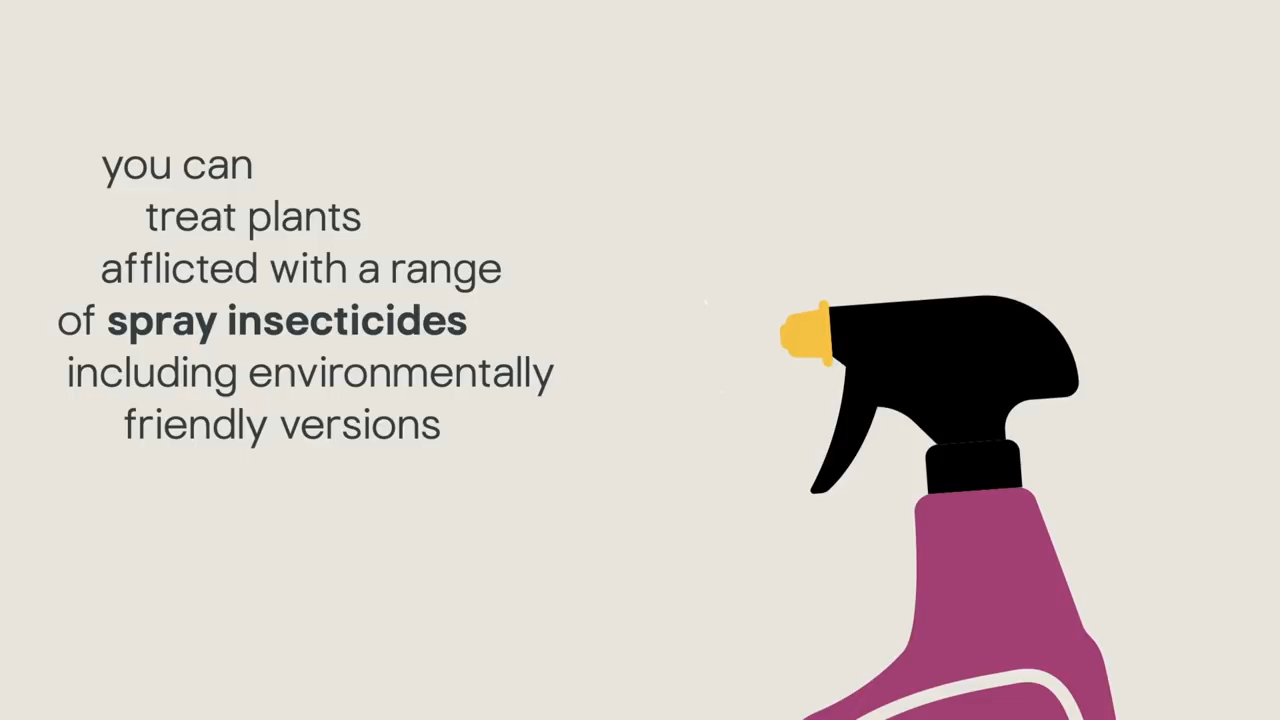 you can
treat plants
afflicted with a range
of spray insecticides
including environmentally
friendly versions